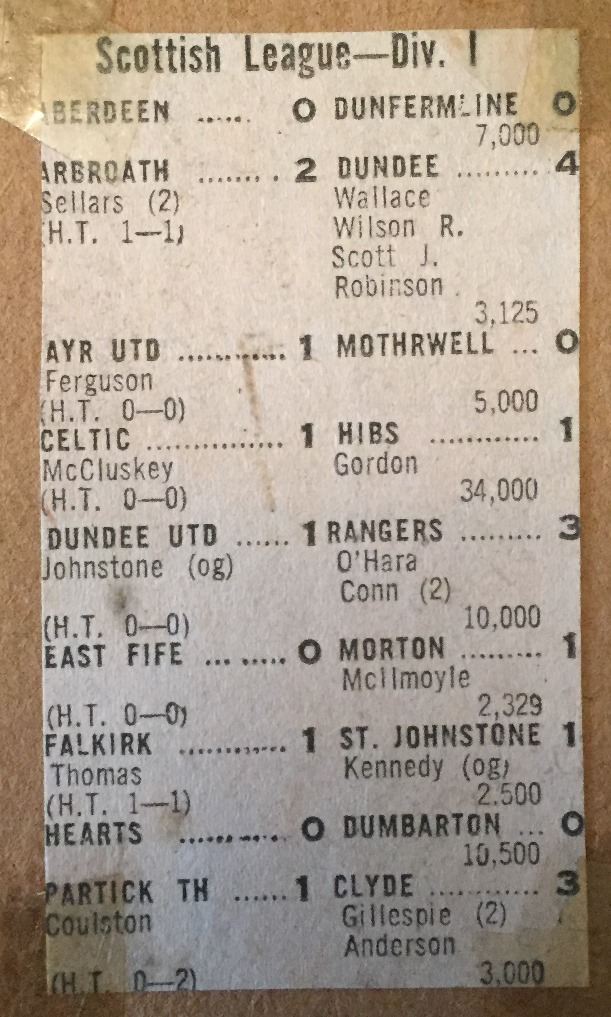 Scottish League—Div. I
ABERDEEN ...... 0 DUNFERMLINE 0
7,000
ARBROATH ........ 2 DUNDEE ......... 4
Sellars (2) Wallace
(H.T. 1—1) Wilson R.
Scott J.
Robinson .
3,125
AYR UTD ............ 1 MOTHRWELL ... 0
Ferguson
(H.T. 0—0) 5,000
CELTIC ............... 1 HIBS ............ 1
McCluskey Gordon
(H.T. 0—0) 34,000
DUNDEE UTD ...... 1 RANGERS ......... 3
Johnstone (og) O'Hara
Conn (2)
(H.T. 0—0) 10,000
EAST FIFE ... ...... 0 MORTON ......... 1
McIlmoyle
(H.T. 0—0) 2,329
FALKIRK ............ 1 ST. JOHNSTONE 1
Thomas Kennedy (og)
(H.T. 1—1) 2.500
HEARTS ............ 0 DUMBARTON ... 0
10,500
PARTICK TH ...... 1 CLYDE ............ 3
Coulston Gillespie (2)
Anderson
(H.T. 0—2) 3,000